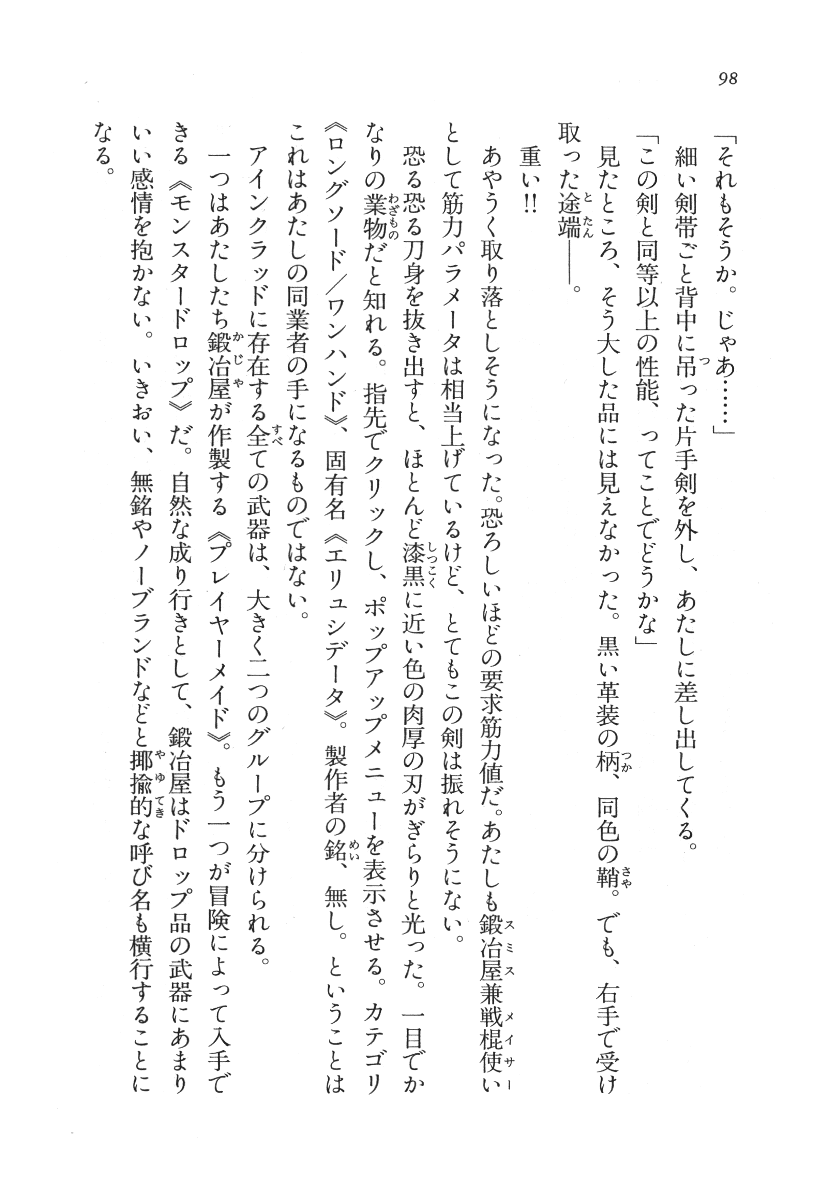 98
「それもそうか。じゃあ……」
細い剣帯ごと背中に吊った片手剣を外し、あたしに差し出してくる。
「この剣と同等以上の性能、ってことでどうかな」
見たところ、そう大した品には見えなかった。黒い革装の柄、同色の鞘。でも、右手で受け
取った途端――。
重い!!
あやうく取り落としそうになった。恐ろしいほどの要求筋力値だ。あたしも鍛冶屋兼戦棍使い
として筋力パラメータは相当上げているけど、とてもこの剣は振れそうにない。
恐る恐る刀身を抜き出すと、ほとんど漆黒に近い色の肉厚の刃がぎらりと光った。一目でか
なりの業物だと知れる。指先でクリックし、ポップアップメニューを表示させる。カテゴリ
《ロングソード/ワンハンド》、固有名《エリュシデータ》。製作者の銘、無し。ということは
これはあたしの同業者の手になるものではない。
アインクラッドに存在する全ての武器は、大きく二つのグループに分けられる。
一つはあたしたち鍛冶屋が作製する《プレイヤーメイド》。もう一つが冒険によって入手で
きる《モンスタードロップ》だ。自然な成り行きとして、鍛冶屋はドロップ品の武器にあまり
いい感情を抱かない。いきおい、無銘やノーブランドなどと揶揄的な呼び名も横行することに
なる。